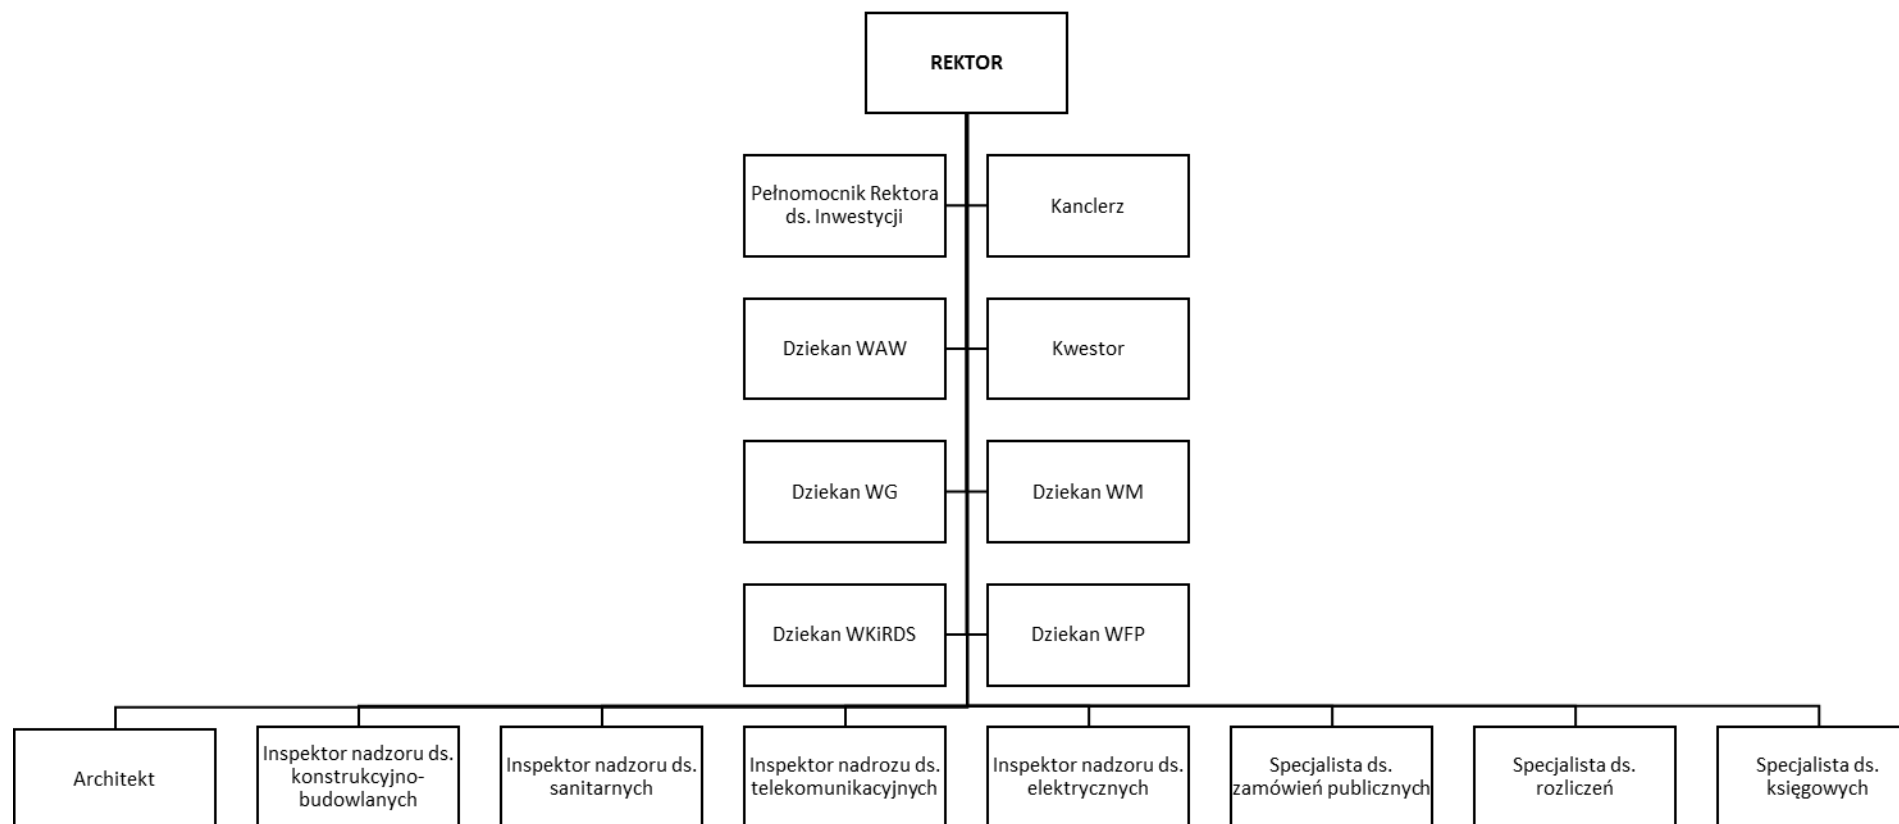 REKTOR
Pełnomocnik Rektora
ds. Inwestycji
Kanclerz
Dziekan WAW
Kwestor
Dziekan WG
Dziekan WM
Dziekan WKiRDS
Dziekan WFP
Architekt
Inspektor nadzoru ds.
konstrukcyjno-
budowlanych
Inspektor nadzoru ds.
sanitarnych
Inspektor nadrozu ds.
telekomunikacyjnych
Inspektor nadzoru ds.
elektrycznych
Specjalista ds.
zamówień publicznych
Specjalista ds.
rozliczeń
Specjalista ds.
księgowych